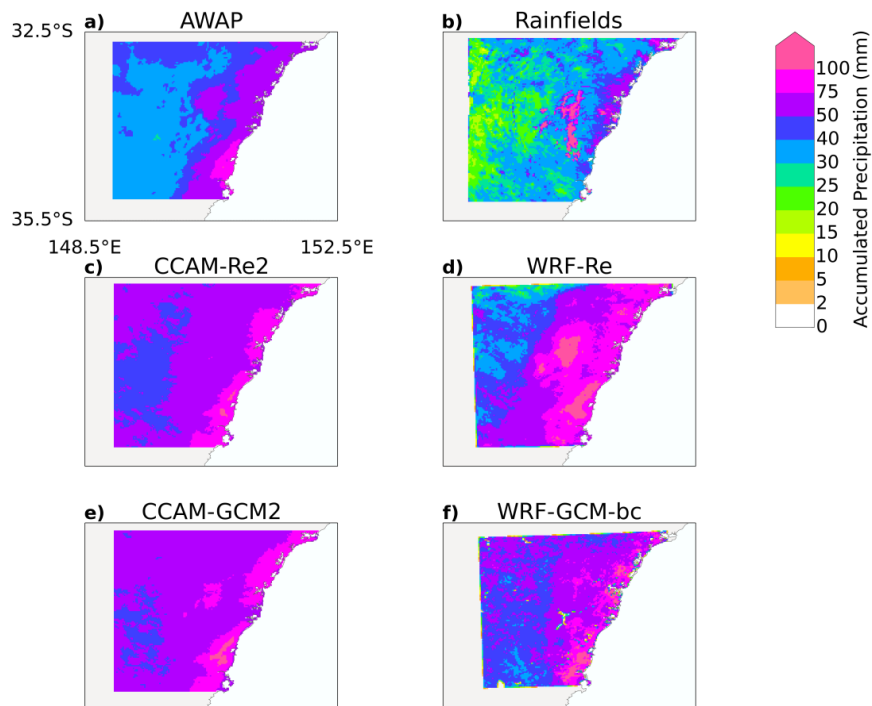 a) AWAP
b) Rainfields
32.5°S
35.5°S
148.5°E
152.5°E
c) CCAM-Re2
d) WRF-Re
e) CCAM-GCM2
f) WRF-GCM-bc
100
75
50
40
30
25
20
15
10
5
2
0
Accumulated Precipitation (mm)